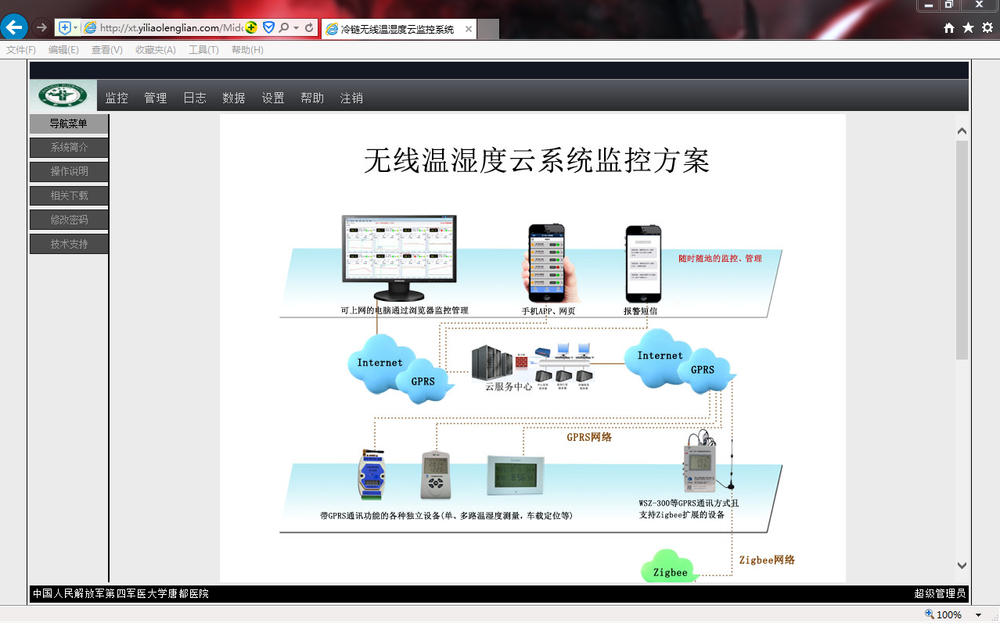 http://xt.yiliaolenglian.com/Mid
冷链无线温湿度云监控系统
文件(F) 编辑(E) 查看(V) 收藏夹(A) 工具(T) 帮助(H)
监控 管理 日志 数据 设置 帮助 注销
导航菜单
系统简介
操作说明
相关下载
修改密码
技术支持
无线温湿度云系统监控方案
随时随地的监控、管理
可上网的电脑通过浏览器监控管理
手机APP、网页
报警短信
Internet
GPRS
云服务中心
Internet
GPRS
GPRS网络
带GPRS通讯功能的各种独立设备(单、多路温湿度测量,车载定位等)
WSZ-300等GPRS通讯方式且
支持Zigbee扩展的设备
Zigbee网络
Zigbee
中国人民解放军第四军医大学唐都医院
超级管理员
100%